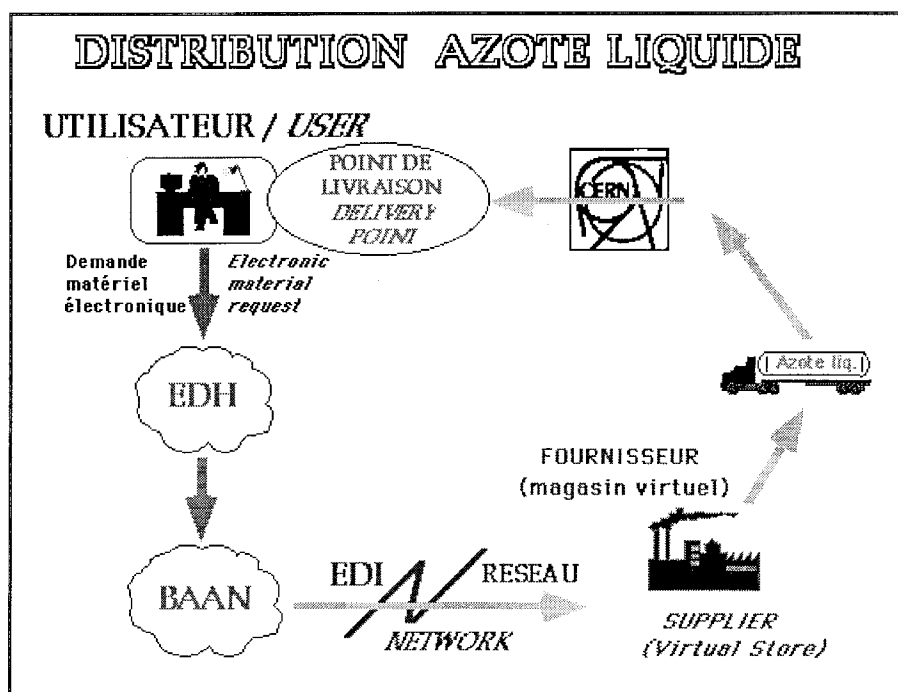 DISTRIBUTION AZOTE LIQUIDE
UTILISATEUR / USER
POINT DE
LIVRAISON
DELIVERY
POINT
CERN
Demande
matériel
électronique
Electronic
material
request
EDH
Azote liq.
FOURNISSEUR
(magasin virtuel)
BAAN
EDI
RESEAU
NETWORK
SUPPLIER
(Virtual Store)